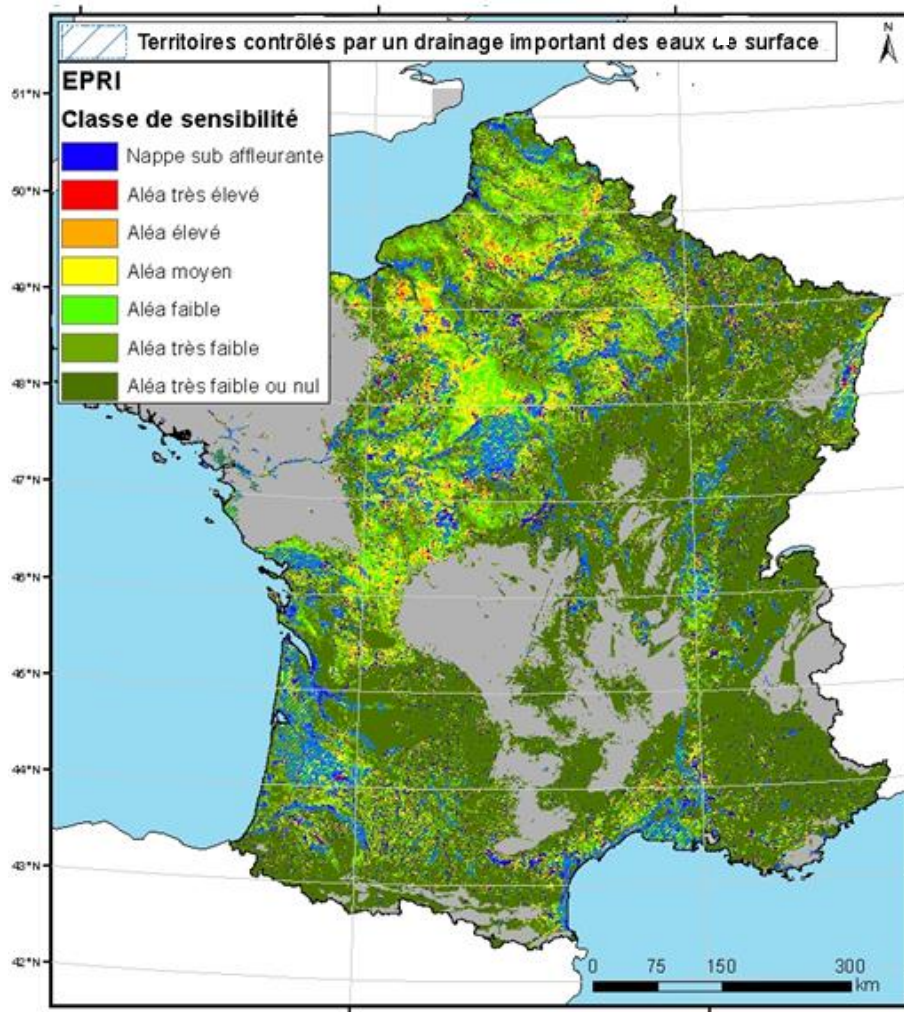 Territoires contrôlés par un drainage important des eaux de surface
N
EPRI
Classe de sensibilité
Nappe sub affleurante
Aléa très élevé
Aléa élevé
Aléa moyen
Aléa faible
Aléa très faible
Aléa très faible ou nul
51°N
50°N
49°N
48°N
47°N
46°N
45°N
44°N
43°N
42°N
0 75 150 300
km